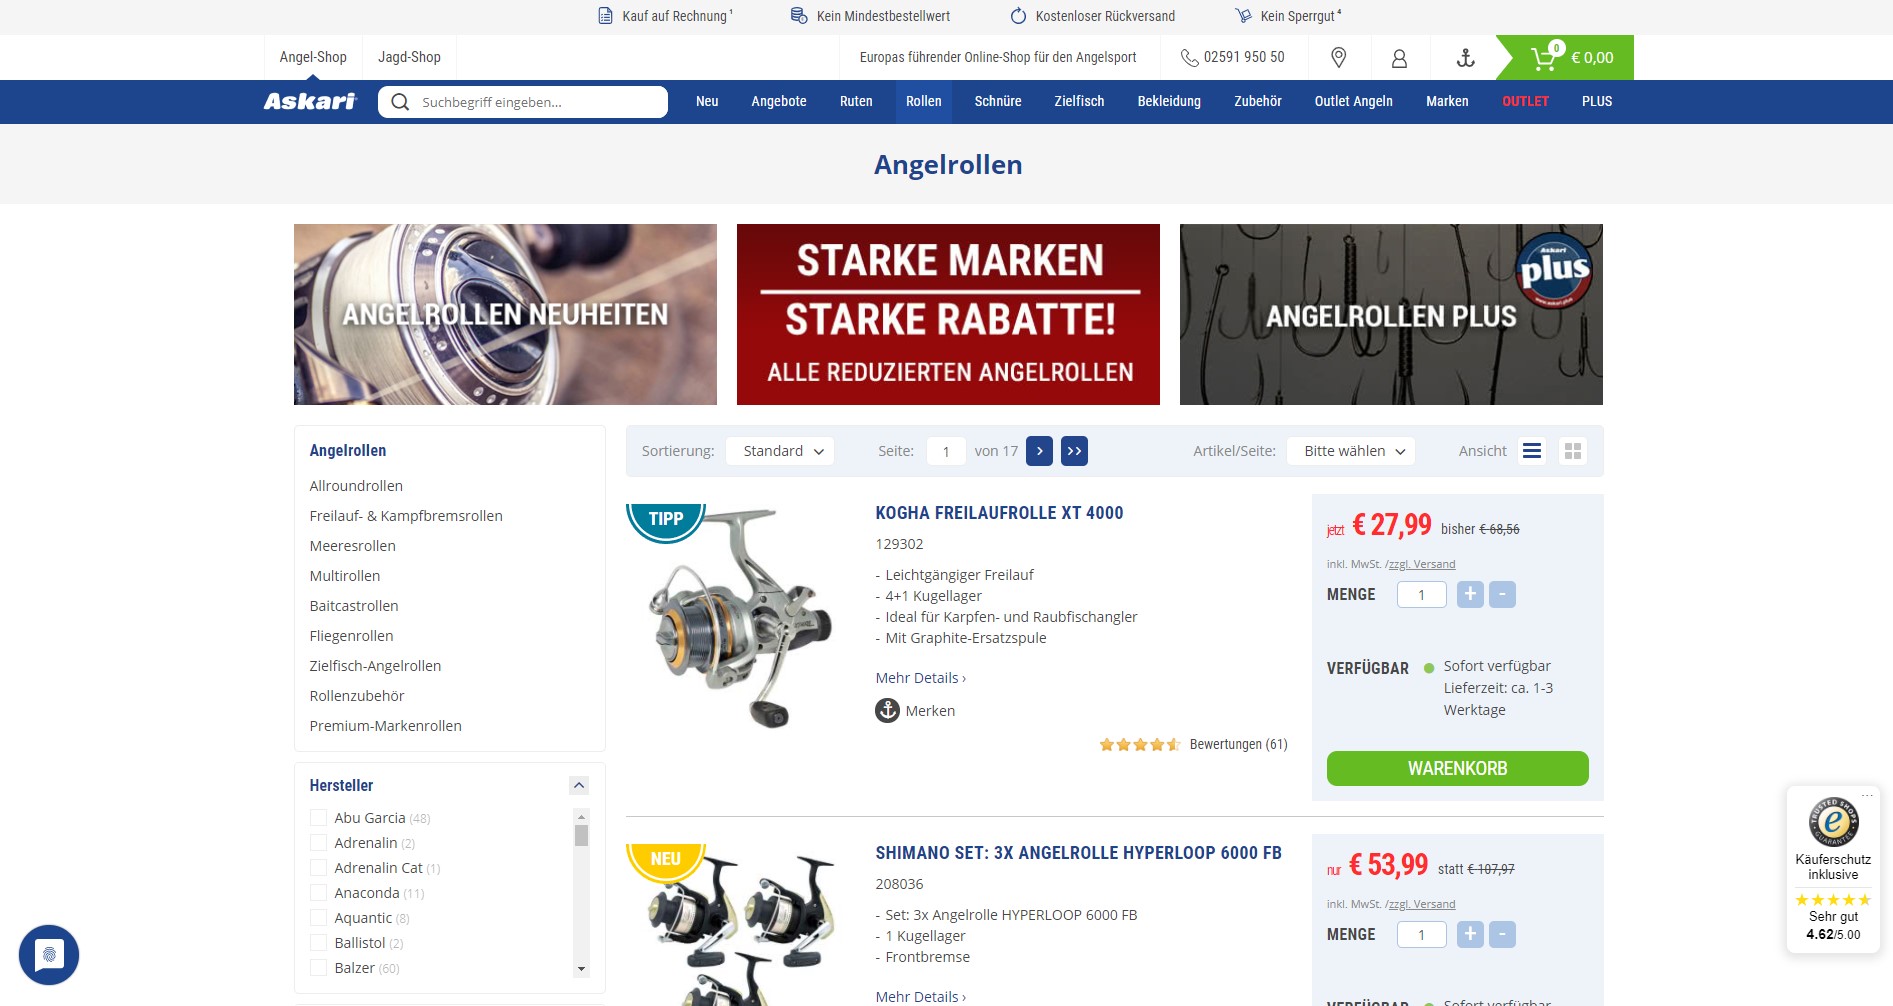 Kauf auf Rechnung ¹
Kein Mindestbestellwert
Kostenloser Rückversand
Kein Sperrgut ⁴
Angel-Shop
Jagd-Shop
Europas führender Online-Shop für den Angelsport
02591 950 50
0
€ 0,00
Askari
Suchbegriff eingeben...
Neu
Angebote
Ruten
Rollen
Schnüre
Zielfisch
Bekleidung
Zubehör
Outlet Angeln
Marken
OUTLET
PLUS
Angelrollen
ANGELROLLEN NEUHEITEN
STARKE MARKEN
STARKE RABATTE!
ALLE REDUZIERTEN ANGELROLLEN
Askari
plus
ANGELROLLEN PLUS
Angelrollen
Allroundrollen
Freilauf- & Kampfbremsrollen
Meeresrollen
Multirollen
Baitcastrollen
Fliegenrollen
Zielfisch-Angelrollen
Rollenzubehör
Premium-Markenrollen
Hersteller
Abu Garcia (48)
Adrenalin (2)
Adrenalin Cat (1)
Anaconda (11)
Aquantic (8)
Ballistol (2)
Balzer (60)
Sortierung: Standard
Seite: 1 von 17 › ››
Artikel/Seite: Bitte wählen
Ansicht
TIPP
KOGHA FREILAUFROLLE XT 4000
129302
- Leichtgängiger Freilauf
- 4+1 Kugellager
- Ideal für Karpfen- und Raubfischangler
- Mit Graphite-Ersatzspule
Mehr Details ›
Merken
Bewertungen (61)
jetzt € 27,99 bisher € 68,56
inkl. MwSt. /zzgl. Versand
MENGE 1 + -
VERFÜGBAR Sofort verfügbar
Lieferzeit: ca. 1-3
Werktage
WARENKORB
NEU
SHIMANO SET: 3X ANGELROLLE HYPERLOOP 6000 FB
208036
- Set: 3x Angelrolle HYPERLOOP 6000 FB
- 1 Kugellager
- Frontbremse
Mehr Details ›
nur € 53,99 statt € 107,97
inkl. MwSt. /zzgl. Versand
MENGE 1 + -
VERFÜGBAR Sofort verfügbar
...
TRUSTED SHOPS
GUARANTEE
e
Käuferschutz
inklusive
Sehr gut
4.62/5.00